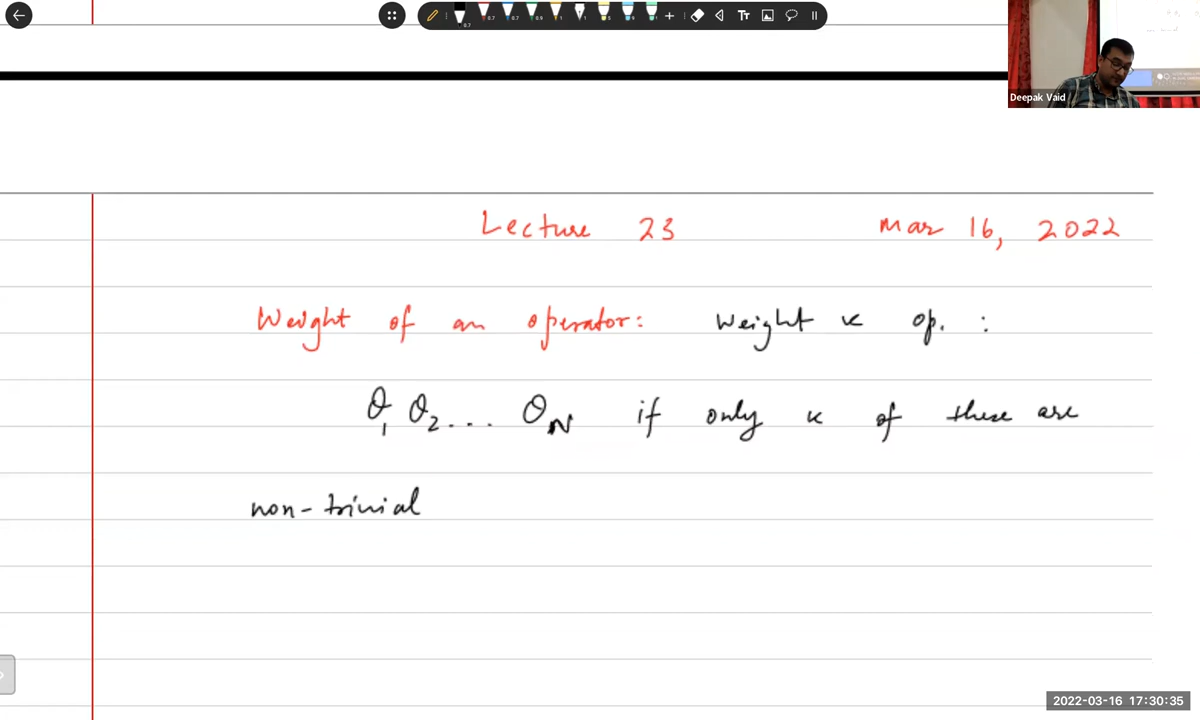 Deepak Vaid
Lecture 23 Mar 16, 2022
Weight of an operator: Weight k op. :
O1 O2 .... ON if only k of these are
non-trivial
2022-03-16 17:30:35